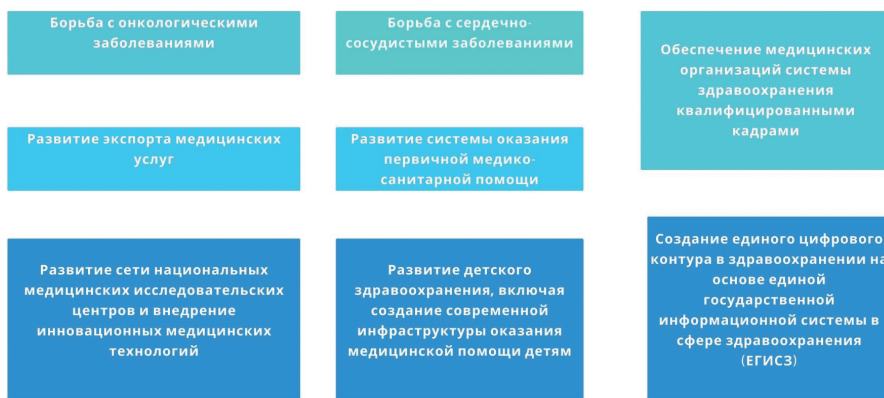 Борьба с онкологическими
заболеваниями
Борьба с сердечно-
сосудистыми заболеваниями
Обеспечение медицинских
организаций системы
здравоохранения
квалифицированными
кадрами
Развитие экспорта медицинских
услуг
Развитие системы оказания
первичной медико-
санитарной помощи
Развитие сети национальных
медицинских исследовательских
центров и внедрение
инновационных медицинских
технологий
Развитие детского
здравоохранения, включая
создание современной
инфраструктуры оказания
медицинской помощи детям
Создание единого цифрового
контура в здравоохранении на
основе единой
государственной
информационной системы в
сфере здравоохранения
(ЕГИСЗ)